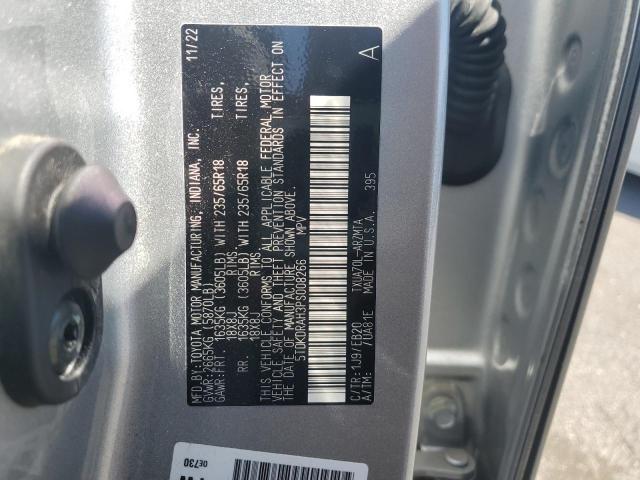 MFD.BY: TOYOTA MOTOR MANUFACTURING, INDIANA, INC. 11/22
GVWR: 2665KG (5870LB)
GAWR: FRT. 1635KG (3605LB) WITH 235/65R18 TIRES,
18X8J RIMS,
RR. 1635KG (3605LB) WITH 235/65R18 TIRES,
18X8J RIMS
THIS VEHICLE CONFORMS TO ALL APPLICABLE FEDERAL MOTOR
VEHICLE SAFETY AND THEFT PREVENTION STANDARDS IN EFFECT ON
THE DATE OF MANUFACTURE SHOWN ABOVE.
5TDKDRAH3PS008266 MPV
A
C/TR: 1J9/EB20 TXUA70L-ARZMTA
A/TM: /UA81E MADE IN U.S.A. 395
0E730